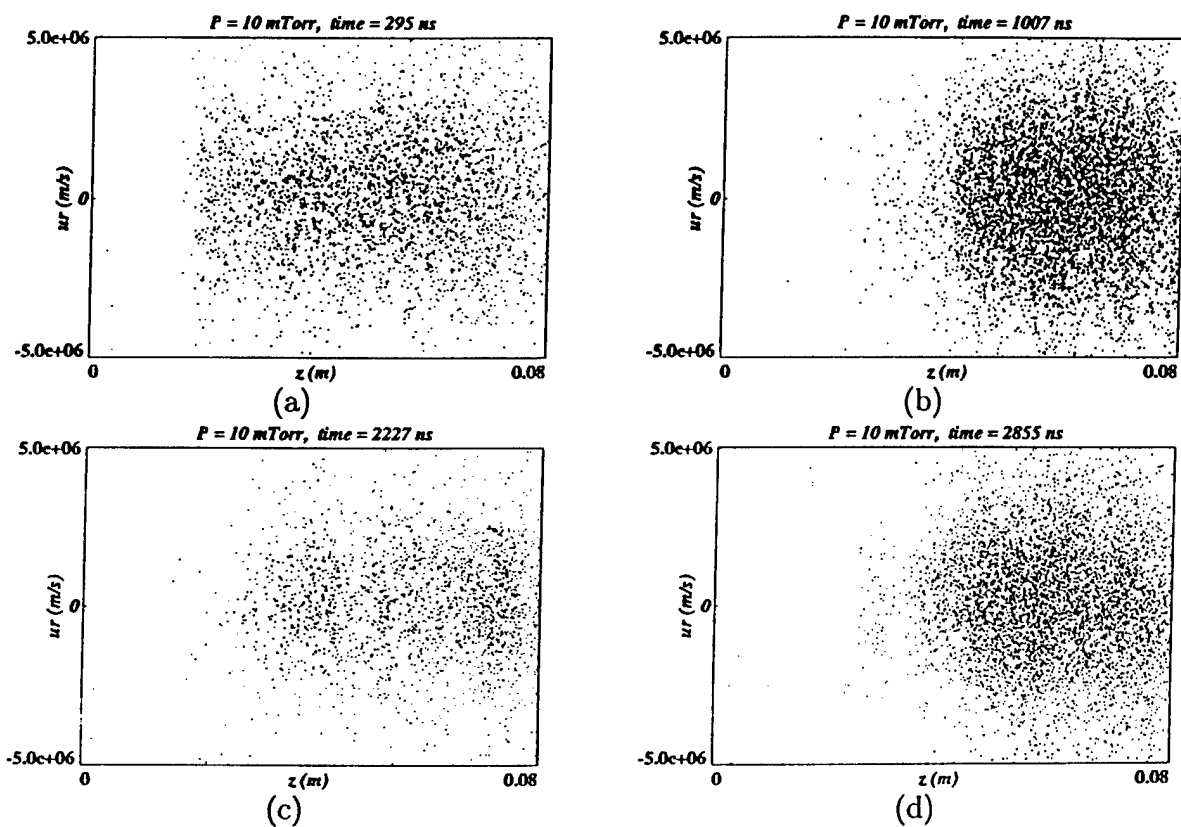 P = 10 mTorr, time = 295 ns
5.0e+06
ur (m/s)
0
-5.0e+06
0
z (m)
0.08
(a)
P = 10 mTorr, time = 1007 ns
5.0e+06
ur (m/s)
0
-5.0e+06
0
z (m)
0.08
(b)
P = 10 mTorr, time = 2227 ns
5.0e+06
ur (m/s)
0
-5.0e+06
0
z (m)
0.08
(c)
P = 10 mTorr, time = 2855 ns
5.0e+06
ur (m/s)
0
-5.0e+06
0
z (m)
0.08
(d)